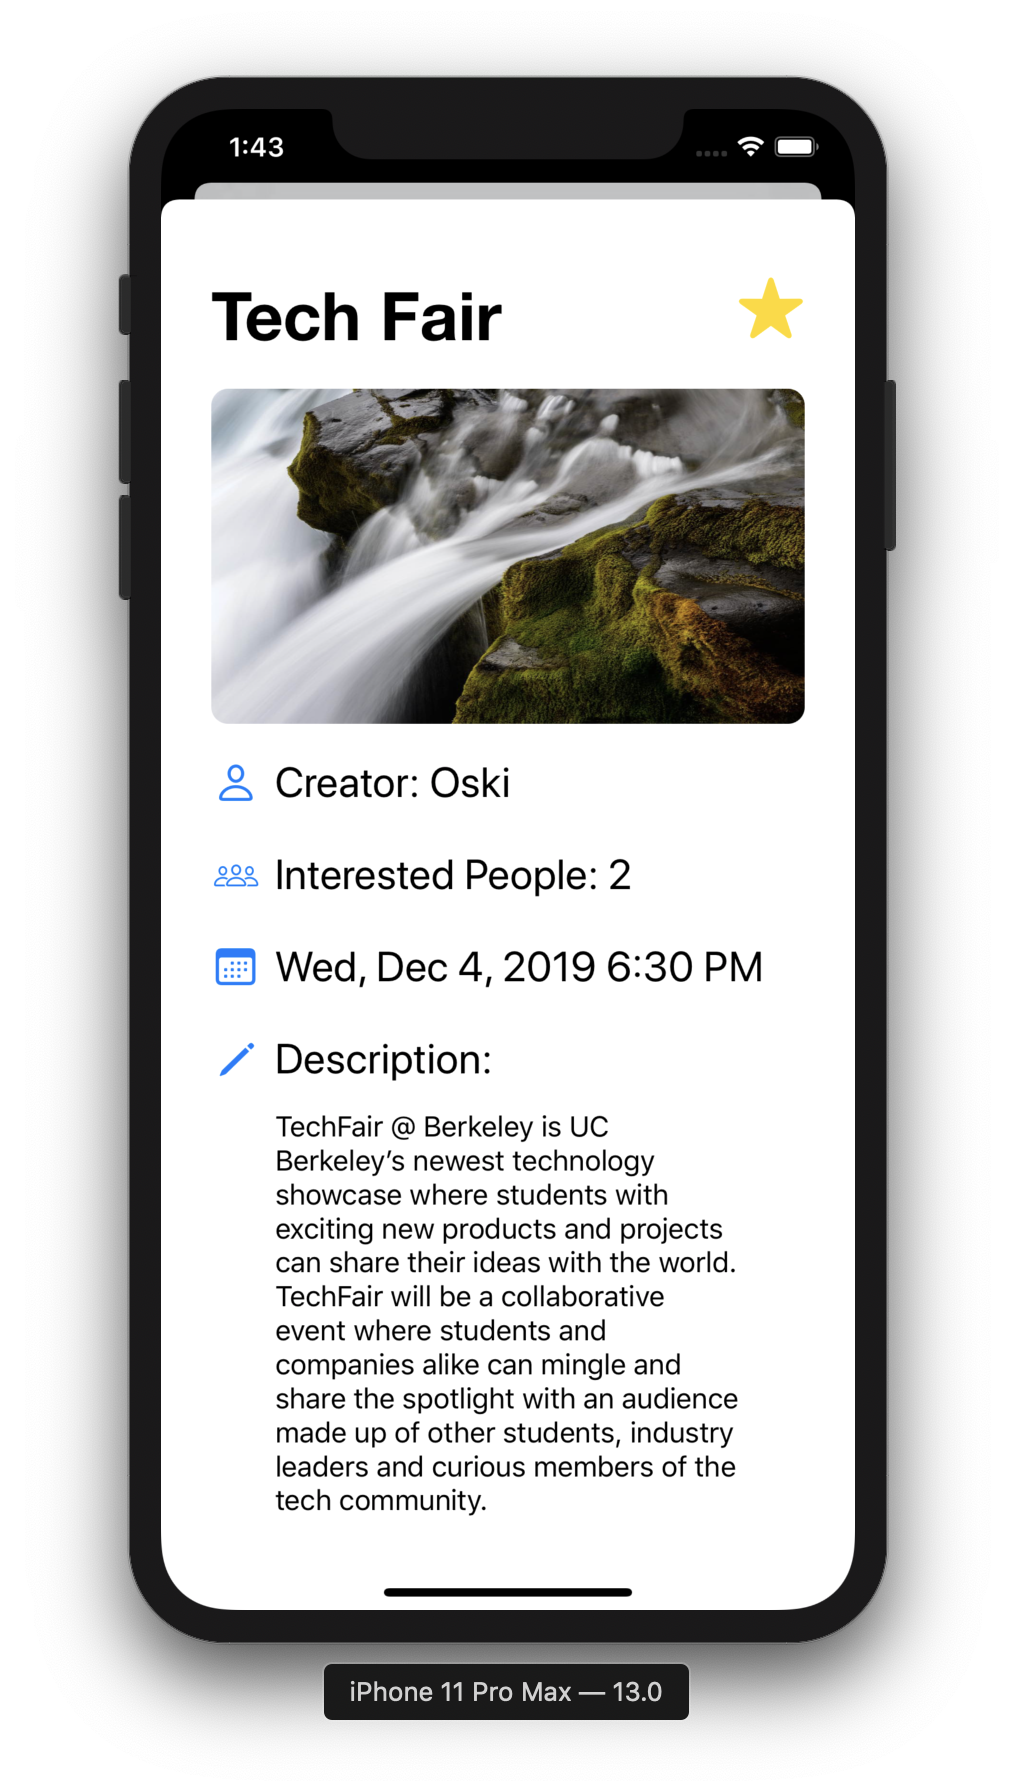 1:43
Tech Fair
Creator: Oski
Interested People: 2
Wed, Dec 4, 2019 6:30 PM
Description:
TechFair @ Berkeley is UC
Berkeley’s newest technology
showcase where students with
exciting new products and projects
can share their ideas with the world.
TechFair will be a collaborative
event where students and
companies alike can mingle and
share the spotlight with an audience
made up of other students, industry
leaders and curious members of the
tech community.
iPhone 11 Pro Max — 13.0